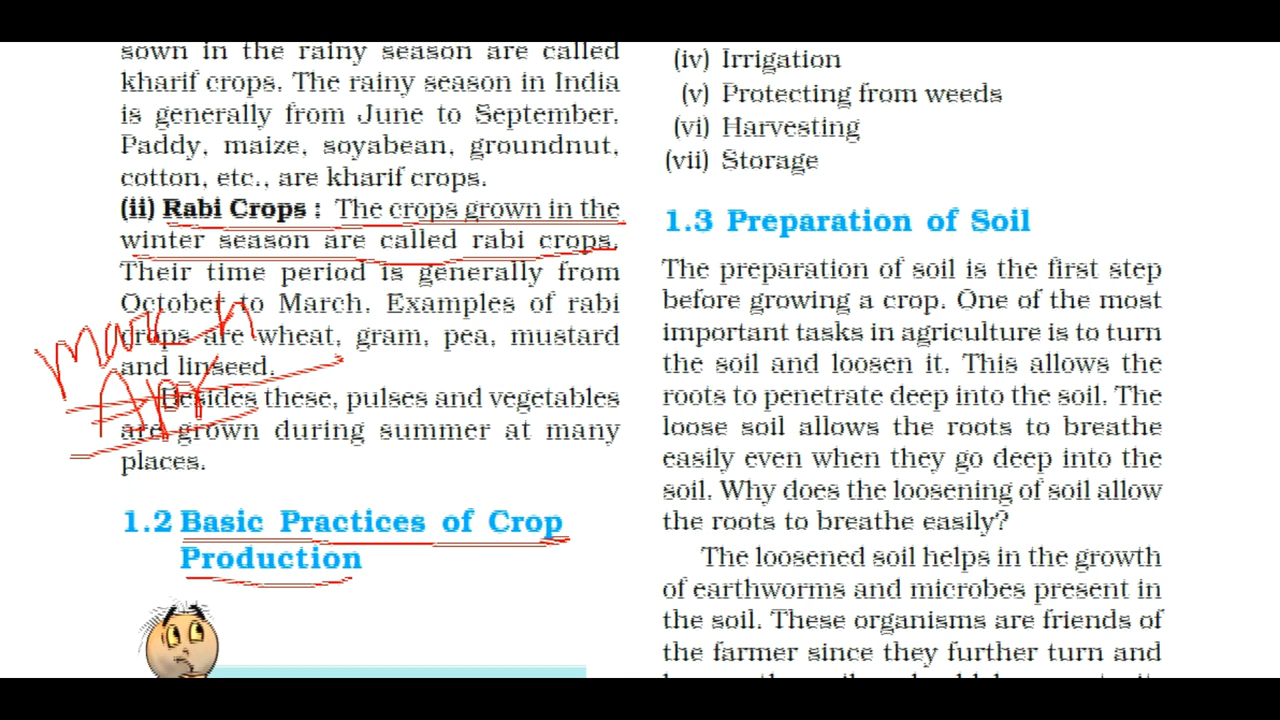 sown in the rainy season are called
kharif crops. The rainy season in India
is generally from June to September.
Paddy, maize, soyabean, groundnut,
cotton, etc., are kharif crops.
(ii) Rabi Crops : The crops grown in the
winter season are called rabi crops.
Their time period is generally from
October to March. Examples of rabi
crops are wheat, gram, pea, mustard
and linseed.
March
Apr
Besides these, pulses and vegetables
are grown during summer at many
places.
1.2 Basic Practices of Crop
Production
(iv) Irrigation
(v) Protecting from weeds
(vi) Harvesting
(vii) Storage
1.3 Preparation of Soil
The preparation of soil is the first step
before growing a crop. One of the most
important tasks in agriculture is to turn
the soil and loosen it. This allows the
roots to penetrate deep into the soil. The
loose soil allows the roots to breathe
easily even when they go deep into the
soil. Why does the loosening of soil allow
the roots to breathe easily?
The loosened soil helps in the growth
of earthworms and microbes present in
the soil. These organisms are friends of
the farmer since they further turn and